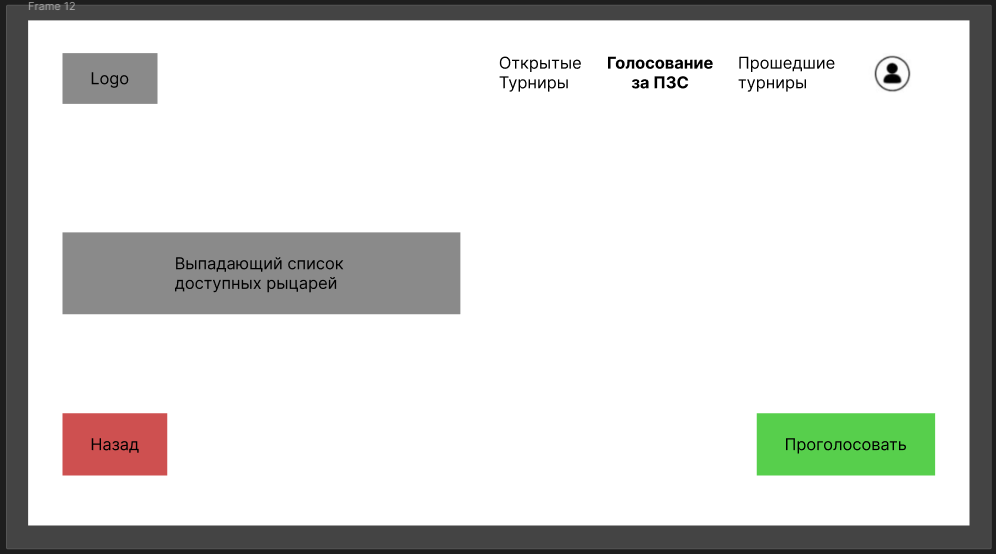 Frame 12
Logo
Открытые
Турниры
Голосование
за ПЗС
Прошедшие
турниры
Выпадающий список
доступных рыцарей
Назад
Проголосовать